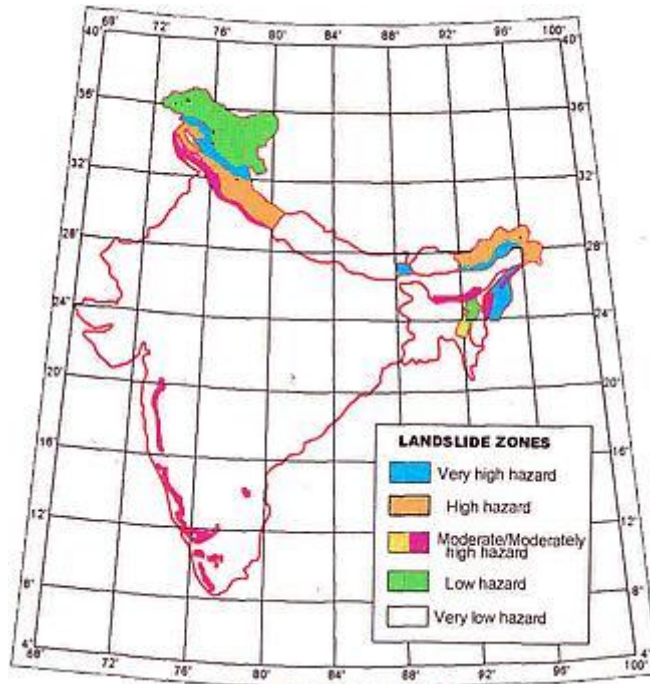 68° 72° 76° 80° 84° 88° 92° 96° 100°
40° 40°
36° 36°
32° 32°
28° 28°
24° 24°
20° 20°
16° 16°
12° 12°
8° 8°
4° 4°
68° 72° 76° 80° 84° 88° 92° 96° 100°
LANDSLIDE ZONES
Very high hazard
High hazard
Moderate/Moderately
high hazard
Low hazard
Very low hazard